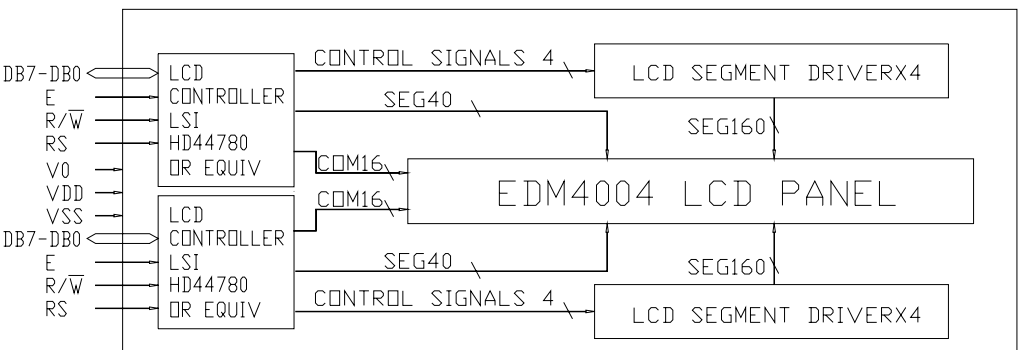 CONTROL SIGNALS 4
DB7-DB0
LCD
LCD SEGMENT DRIVERX4
E
CONTROLLER
SEG40
R/W̅
LSI
SEG160
RS
HD44780
V0
OR EQUIV
COM16
VDD
EDM4004 LCD PANEL
COM16
VSS
LCD
DB7-DB0
CONTROLLER
E
LSI
SEG40
SEG160
R/W̅
HD44780
CONTROL SIGNALS 4
RS
OR EQUIV
LCD SEGMENT DRIVERX4